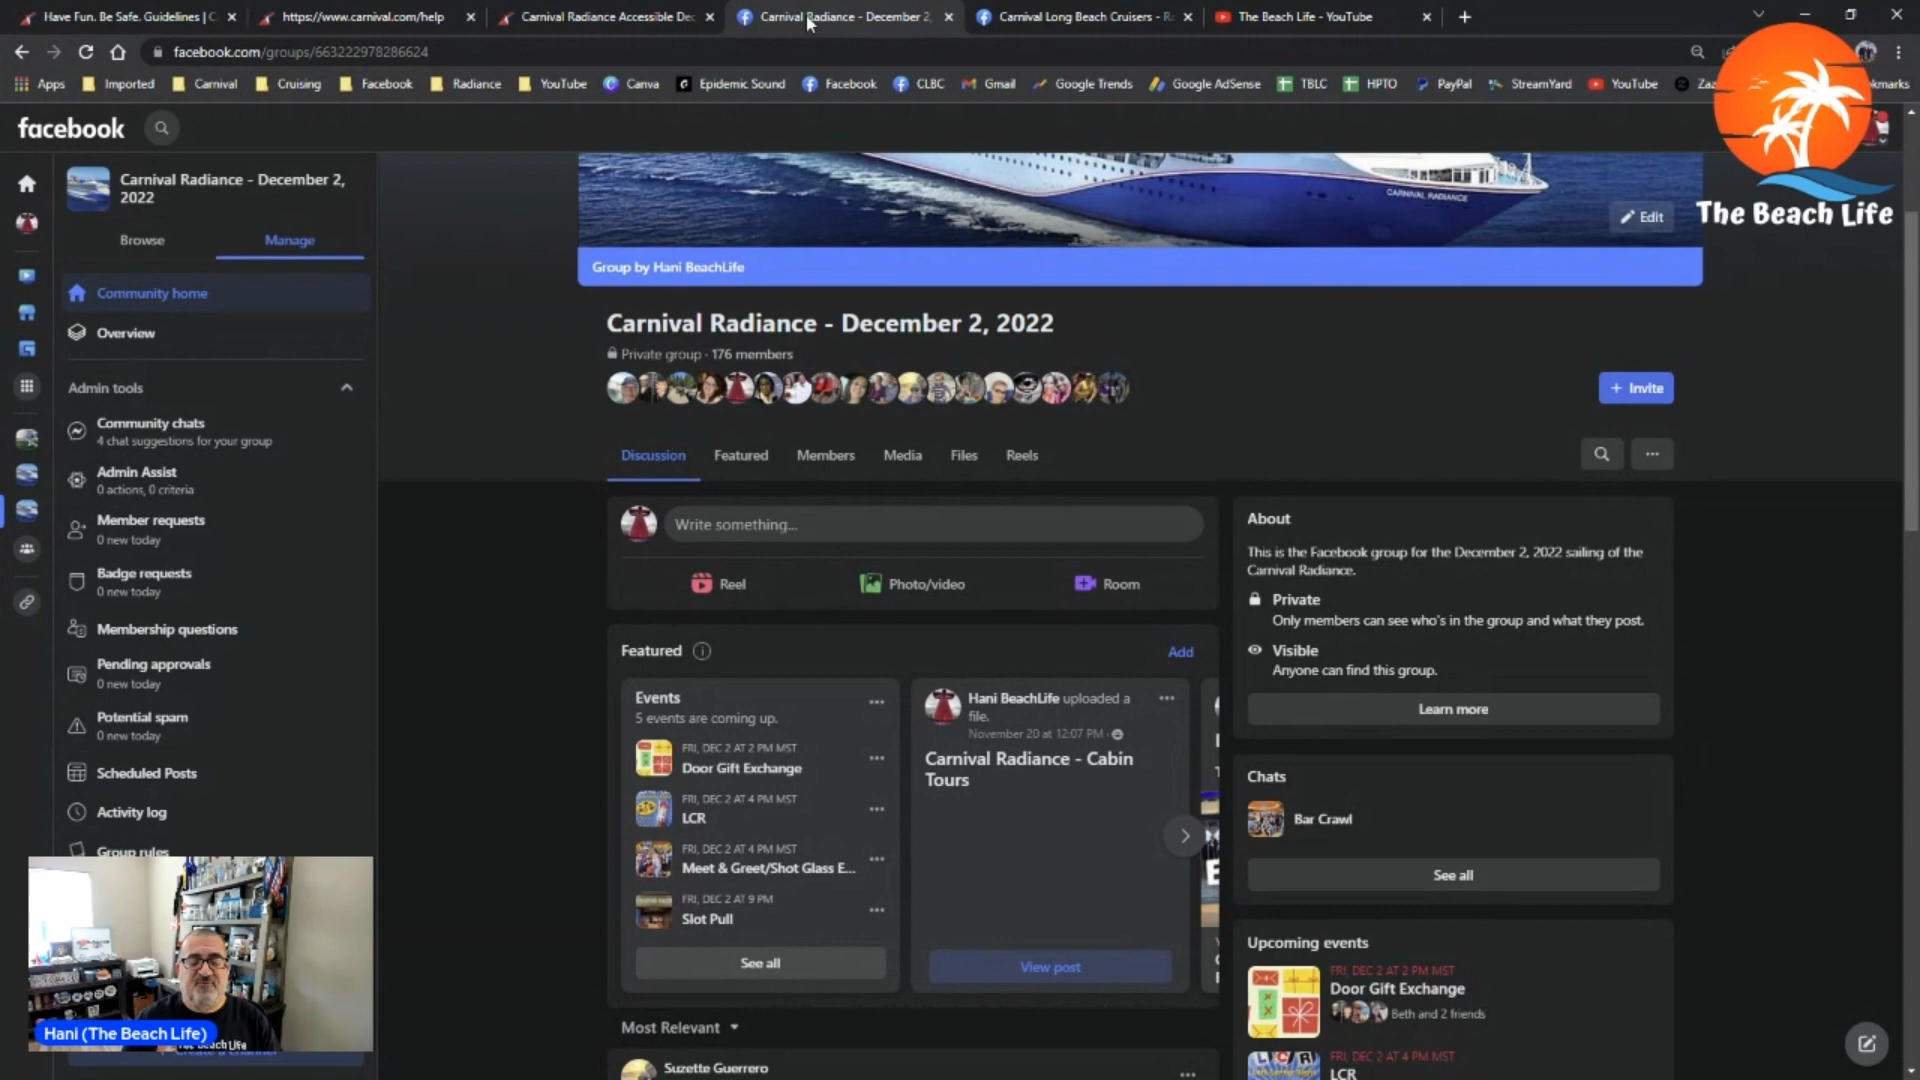 Have Fun. Be Safe. Guidelines | C
https://www.carnival.com/help
Carnival Radiance Accessible Dec
Carnival Radiance - December 2,
Carnival Long Beach Cruisers - R
The Beach Life - YouTube
facebook.com/groups/663222978286624
Apps
Imported
Carnival
Cruising
Facebook
Radiance
YouTube
Canva
Epidemic Sound
Facebook
CLBC
Gmail
Google Trends
Google AdSense
TBLC
HPTO
PayPal
StreamYard
YouTube
Zaz
kmarks
facebook
The Beach Life
Carnival Radiance - December 2,
2022
Browse
Manage
Community home
Overview
Admin tools
Community chats
4 chat suggestions for your group
Admin Assist
0 actions, 0 criteria
Member requests
0 new today
Badge requests
0 new today
Membership questions
Pending approvals
0 new today
Potential spam
0 new today
Scheduled Posts
Activity log
Group rules
Hani (The Beach Life)
The Beach Life
Create a channel
CARNIVAL RADIANCE
Edit
Group by Hani BeachLife
Carnival Radiance - December 2, 2022
Private group · 176 members
+ Invite
Discussion
Featured
Members
Media
Files
Reels
Write something...
Reel
Photo/video
Room
Featured
Add
Events
5 events are coming up.
FRI, DEC 2 AT 2 PM MST
Door Gift Exchange
FRI, DEC 2 AT 4 PM MST
LCR
FRI, DEC 2 AT 4 PM MST
Meet & Greet/Shot Glass E...
FRI, DEC 2 AT 9 PM
Slot Pull
See all
Hani BeachLife uploaded a
file.
November 20 at 12:07 PM ·
Carnival Radiance - Cabin
Tours
View post
Most Relevant
Suzette Guerrero
About
This is the Facebook group for the December 2, 2022 sailing of the
Carnival Radiance.
Private
Only members can see who's in the group and what they post.
Visible
Anyone can find this group.
Learn more
Chats
Bar Crawl
See all
Upcoming events
FRI, DEC 2 AT 2 PM MST
Door Gift Exchange
Beth and 2 friends
FRI, DEC 2 AT 4 PM MST
LCR
LCR